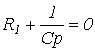 R₁ + 1/(Cp) = 0